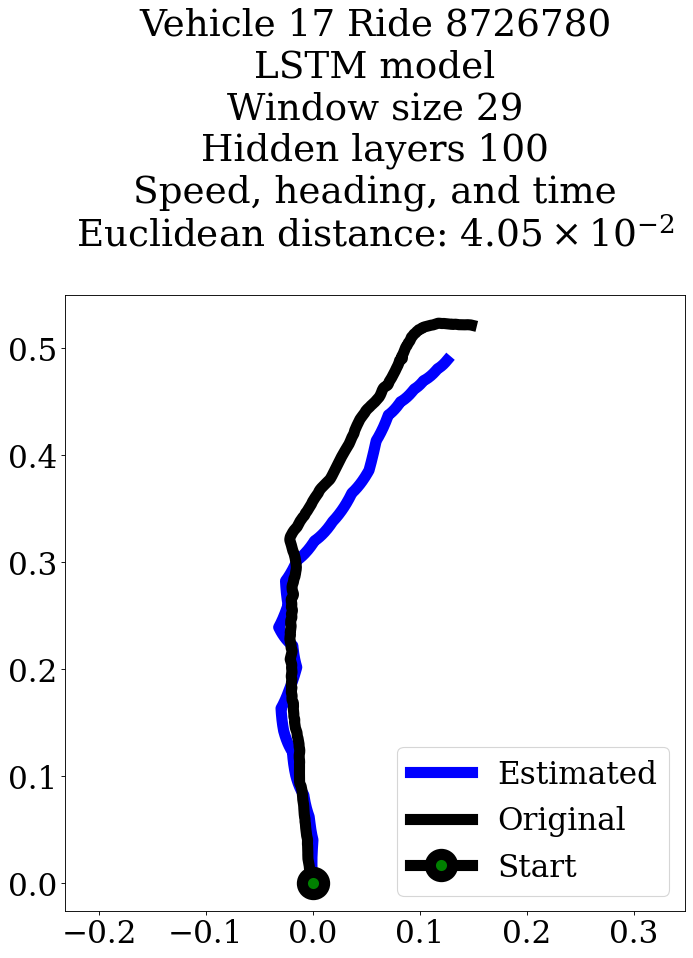 Vehicle 17 Ride 8726780
LSTM model
Window size 29
Hidden layers 100
Speed, heading, and time
Euclidean distance: 4.05 × 10⁻²
0.5
0.4
0.3
0.2
0.1
0.0
Estimated
Original
Start
−0.2 −0.1 0.0 0.1 0.2 0.3